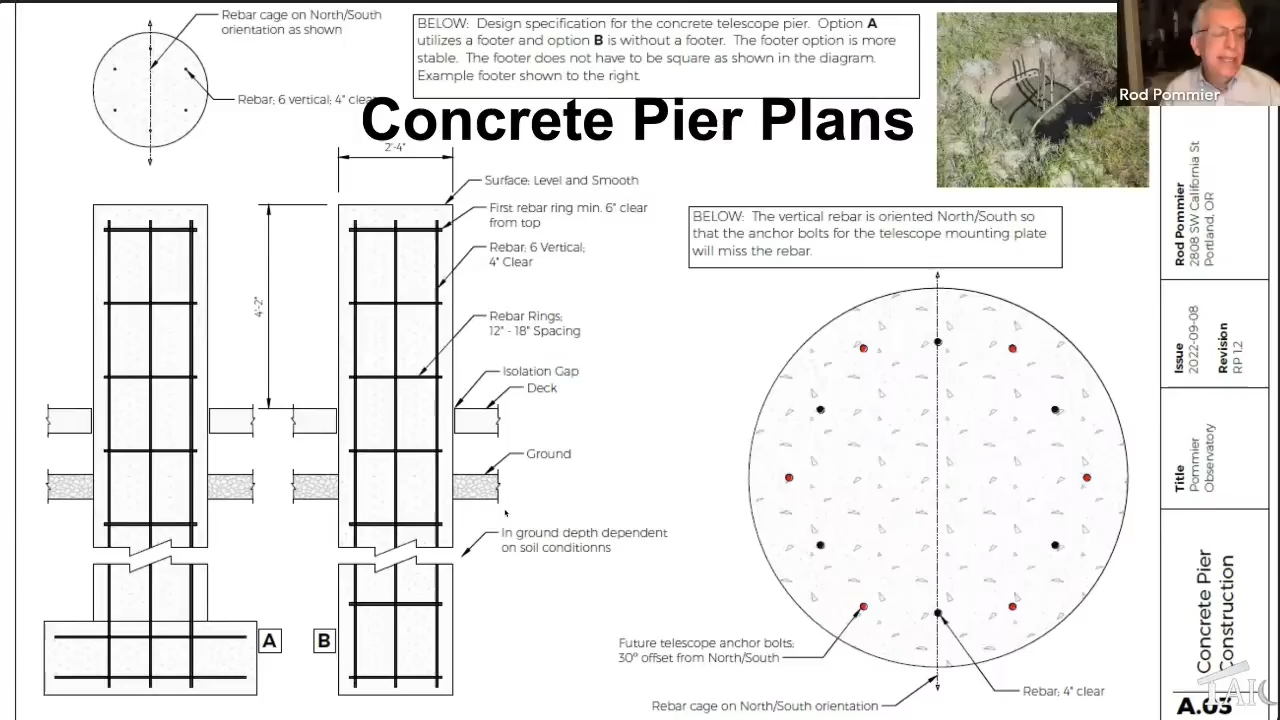 Rebar cage on North/South
orientation as shown
Rebar; 6 vertical; 4" clear
BELOW: Design specification for the concrete telescope pier. Option A
utilizes a footer and option B is without a footer. The footer option is more
stable. The footer does not have to be square as shown in the diagram.
Example footer shown to the right.
Rod Pommier
Concrete Pier Plans
2'-4"
Surface: Level and Smooth
First rebar ring min. 6" clear
from top
Rebar; 6 Vertical;
4" Clear
4'-2"
Rebar Rings;
12" - 18" Spacing
Isolation Gap
Deck
Ground
In ground depth dependent
on soil conditionns
A
B
BELOW: The vertical rebar is oriented North/South so
that the anchor bolts for the telescope mounting plate
will miss the rebar.
Future telescope anchor bolts;
30° offset from North/South
Rebar cage on North/South orientation
Rebar; 4" clear
Rod Pommier
2808 SW California St
Portland, OR
Issue
2022-09-08
Revision
RP 1.2
Title
Pommier
Observatory
Concrete Pier
Construction
TAIC
A.03